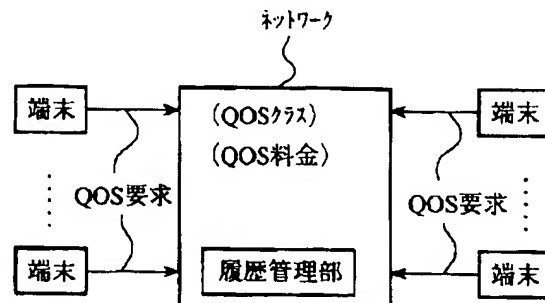 ネットワーク
端末
(QOSクラス)
端末
(QOS料金)
QOS要求
QOS要求
端末
履歴管理部
端末